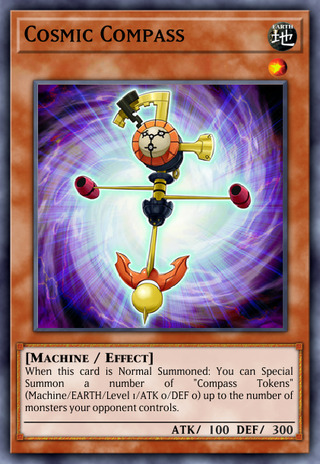 Cosmic Compass
EARTH
地
[Machine / Effect]
When this card is Normal Summoned: You can Special
Summon a number of "Compass Tokens"
(Machine/EARTH/Level 1/ATK 0/DEF 0) up to the number of
monsters your opponent controls.
ATK/ 100 DEF/ 300